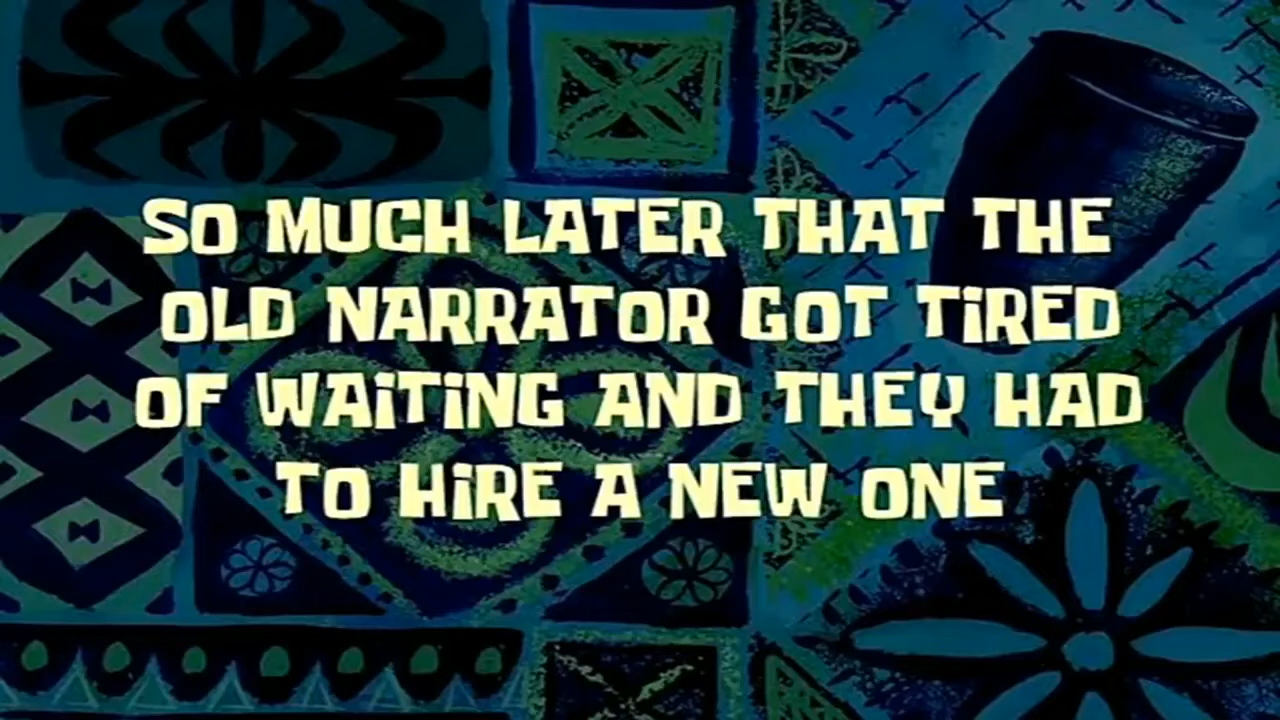 SO MUCH LATER THAT THE
OLD NARRATOR GOT TiRED
OF WAiTiNG AND THEY HAD
TO HiRE A NEW ONE